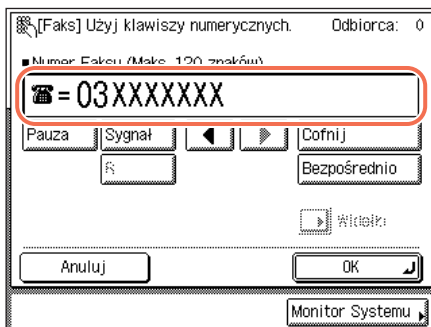 [Faks] Użyj klawiszy numerycznych. Odbiorca: 0
■Numer Faksu (Maks. 120 znaków)
☎=03XXXXXXX
Pauza Sygnał ◀ ▶ Cofnij
R Bezpośrednio
Widełki
Anuluj OK
Monitor Systemu